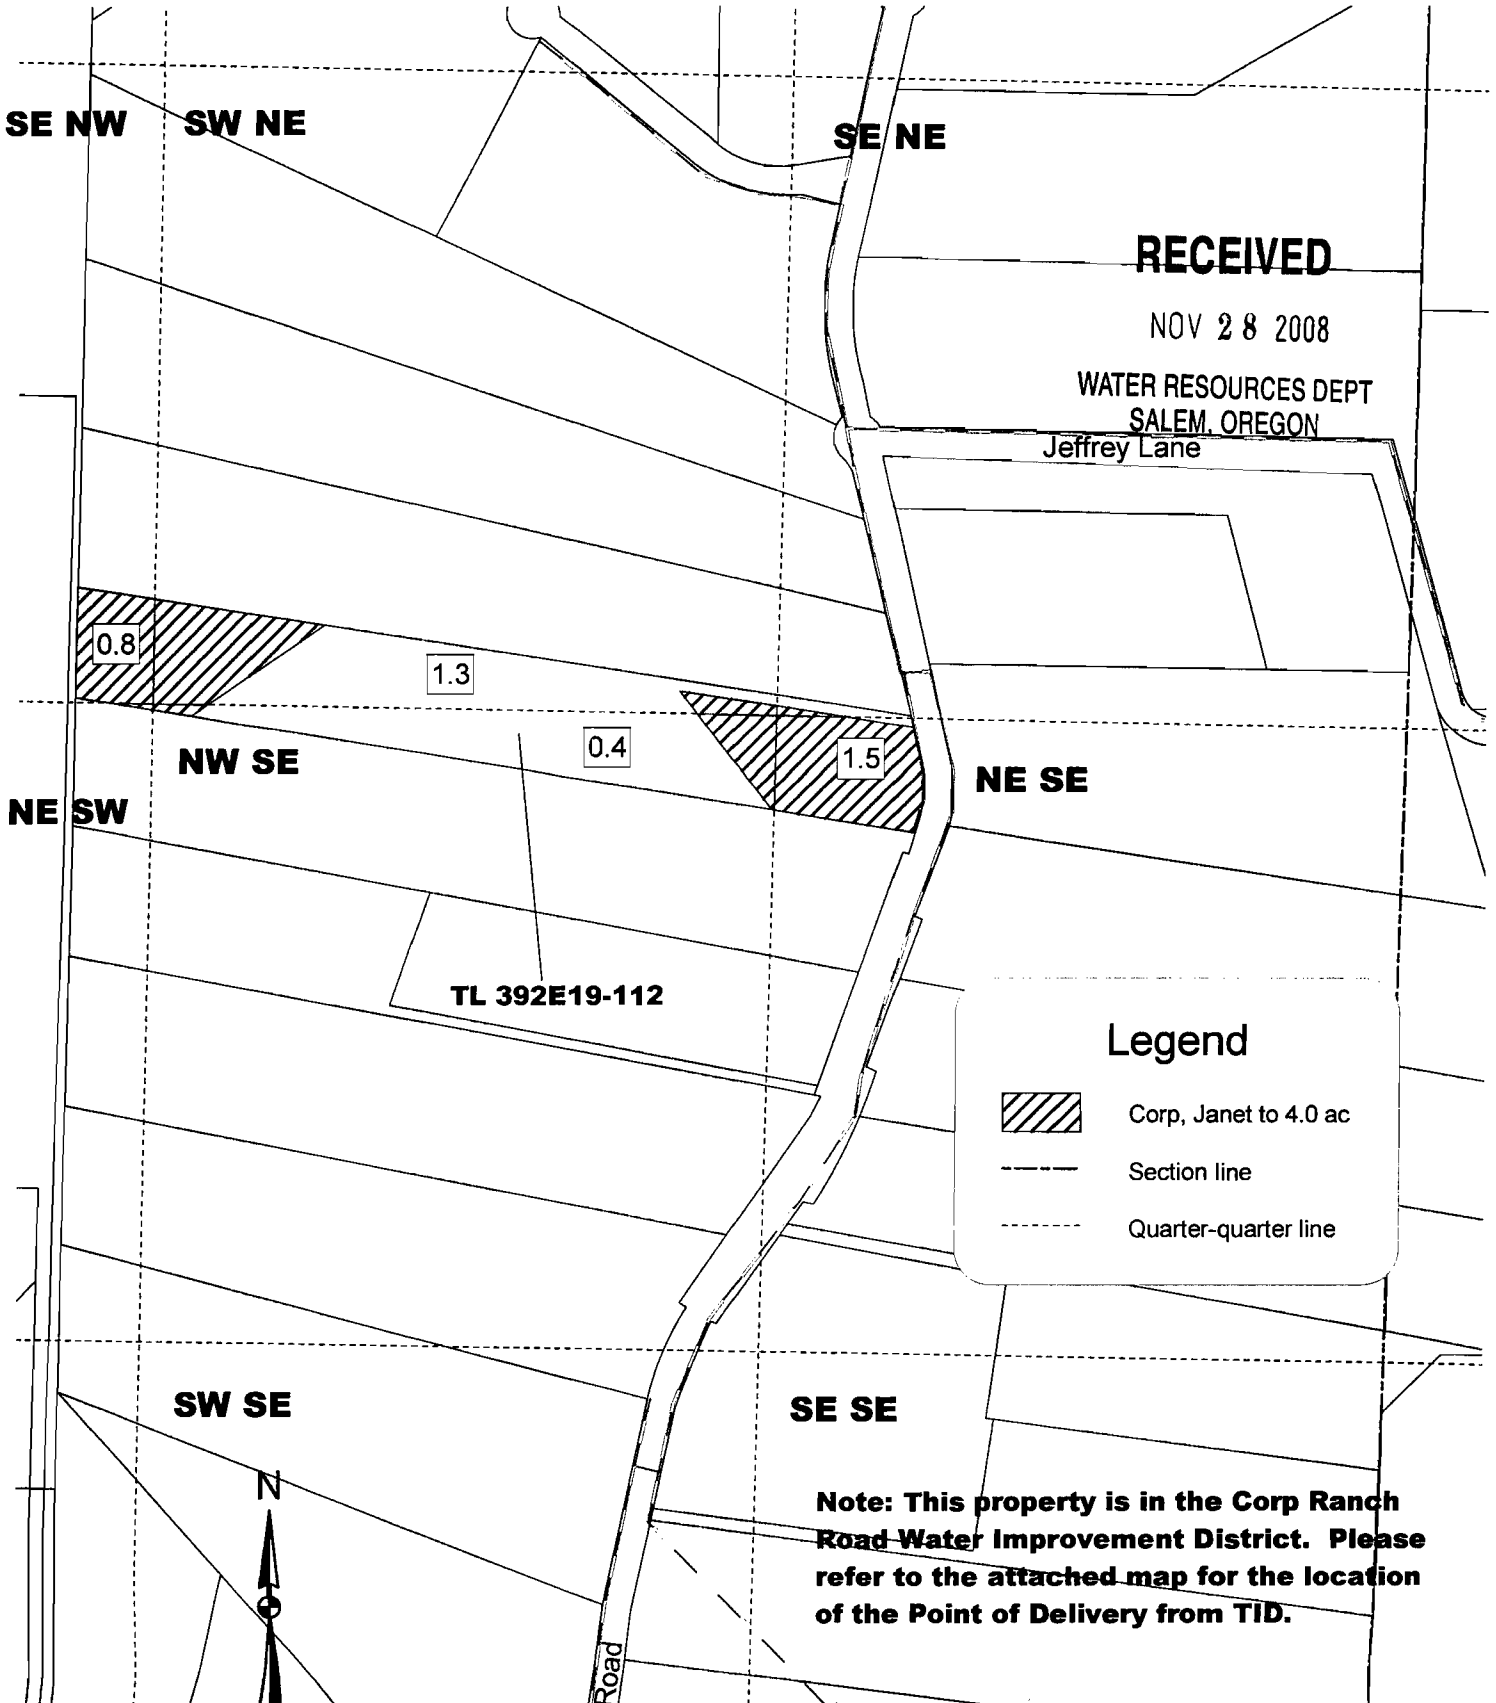 SE NW
SW NE
SE NE
RECEIVED
NOV 28 2008
WATER RESOURCES DEPT
SALEM, OREGON
Jeffrey Lane
0.8
1.3
0.4
1.5
NW SE
NE SE
NE SW
TL 392E19-112
Legend
Corp, Janet to 4.0 ac
Section line
Quarter-quarter line
SW SE
SE SE
N
Note: This property is in the Corp Ranch
Road Water Improvement District. Please
refer to the attached map for the location
of the Point of Delivery from TID.
Road